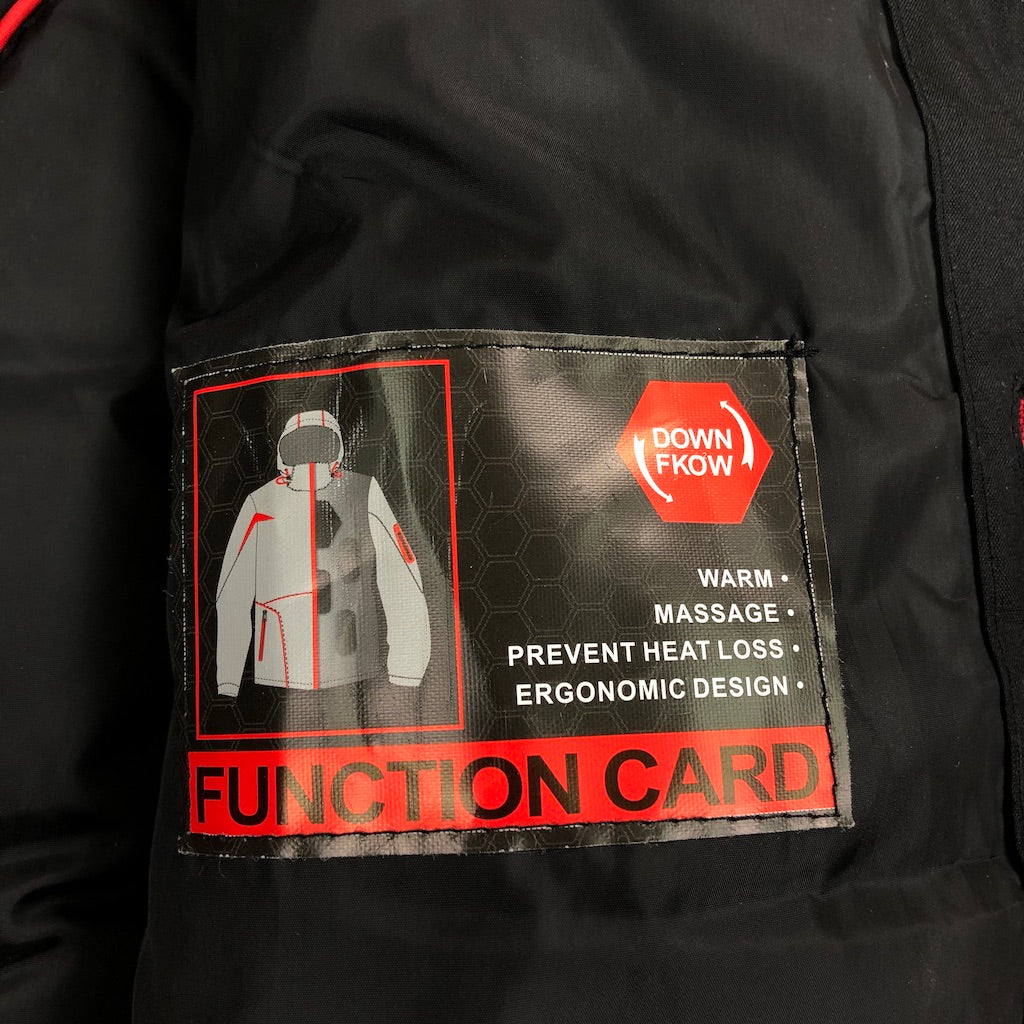 DOWN
FKOW
WARM •
MASSAGE •
PREVENT HEAT LOSS •
ERGONOMIC DESIGN •
FUNCTION CARD